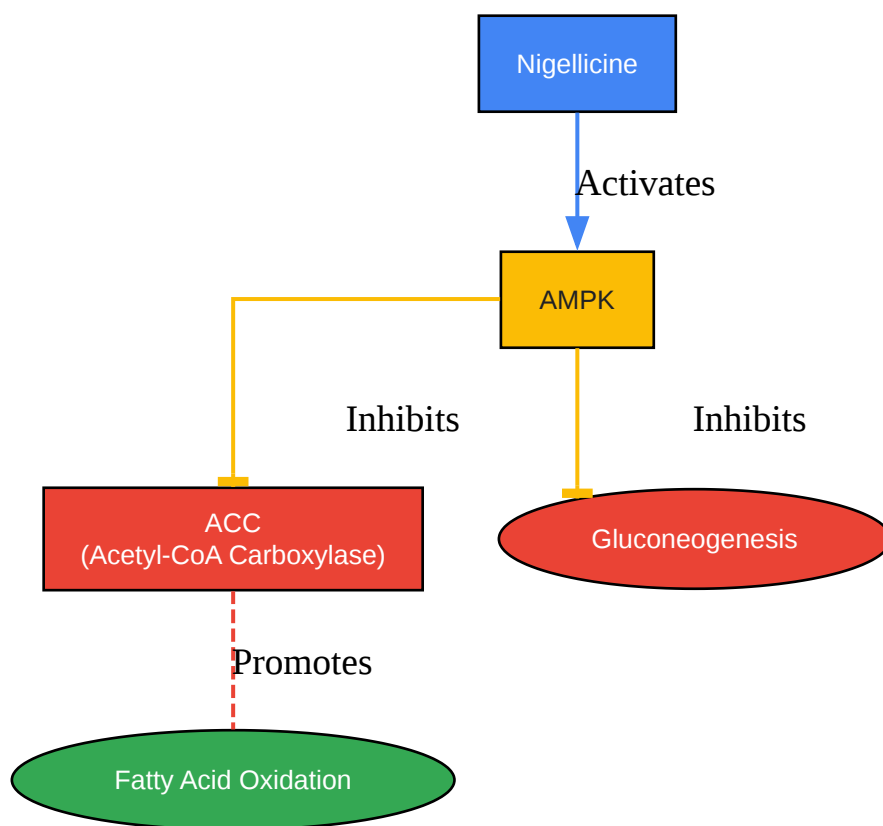 Nigellicine
Activates
AMPK
Inhibits
Inhibits
ACC
(Acetyl-CoA Carboxylase)
Gluconeogenesis
Promotes
Fatty Acid Oxidation